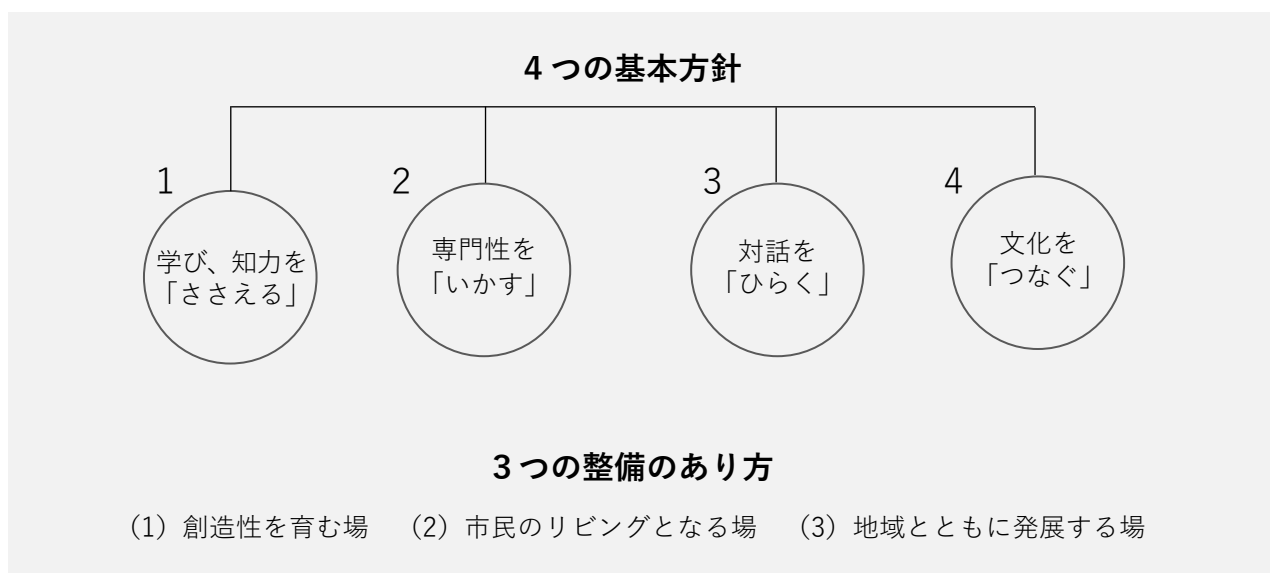 4つの基本方針
1
学び、知力を
「ささえる」
2
専門性を
「いかす」
3
対話を
「ひらく」
4
文化を
「つなぐ」
3つの整備のあり方
（1）創造性を育む場　（2）市民のリビングとなる場　（3）地域とともに発展する場